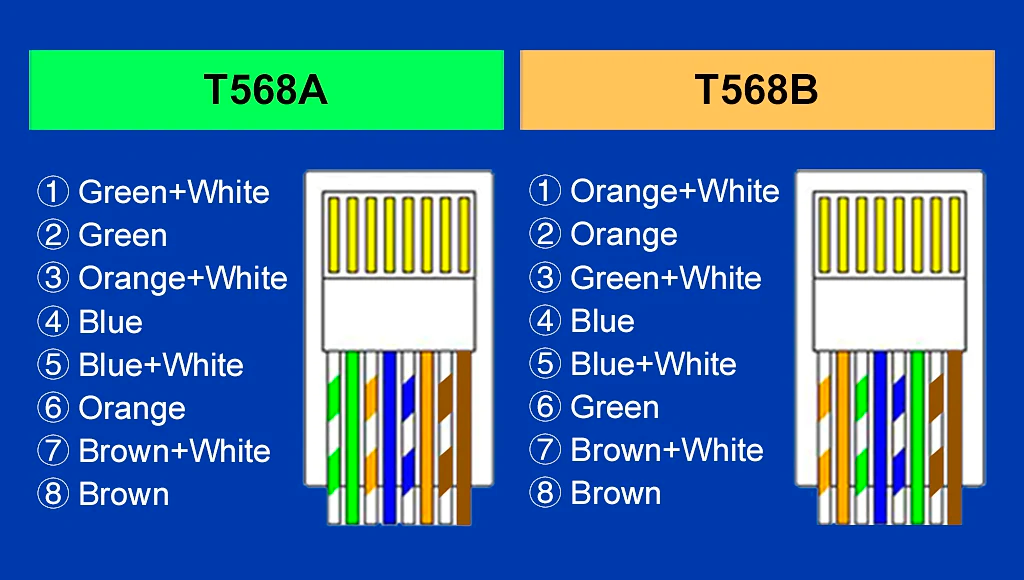 T568A
① Green+White
② Green
③ Orange+White
④ Blue
⑤ Blue+White
⑥ Orange
⑦ Brown+White
⑧ Brown
T568B
① Orange+White
② Orange
③ Green+White
④ Blue
⑤ Blue+White
⑥ Green
⑦ Brown+White
⑧ Brown